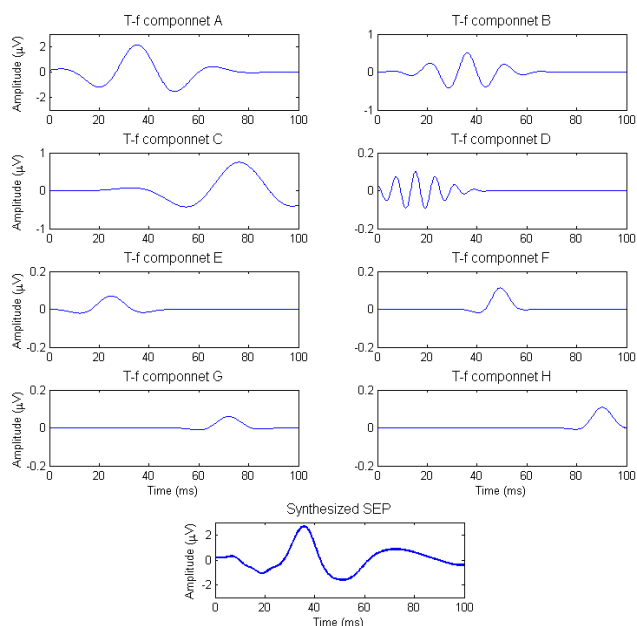 T-f componnet A
Amplitude (µV)
2
0
-2
0 20 40 60 80 100
T-f componnet B
1
0
-1
0 20 40 60 80 100
T-f componnet C
Amplitude (µV)
1
0
-1
0 20 40 60 80 100
T-f componnet D
0.2
0
-0.2
0 20 40 60 80 100
T-f componnet E
Amplitude (µV)
0.2
0
-0.2
0 20 40 60 80 100
T-f componnet F
0.2
0
-0.2
0 20 40 60 80 100
T-f componnet G
Amplitude (µV)
0.2
0
-0.2
0 20 40 60 80 100
Time (ms)
T-f componnet H
0.2
0
-0.2
0 20 40 60 80 100
Time (ms)
Synthesized SEP
Amplitude (µV)
2
0
-2
0 20 40 60 80 100
Time (ms)